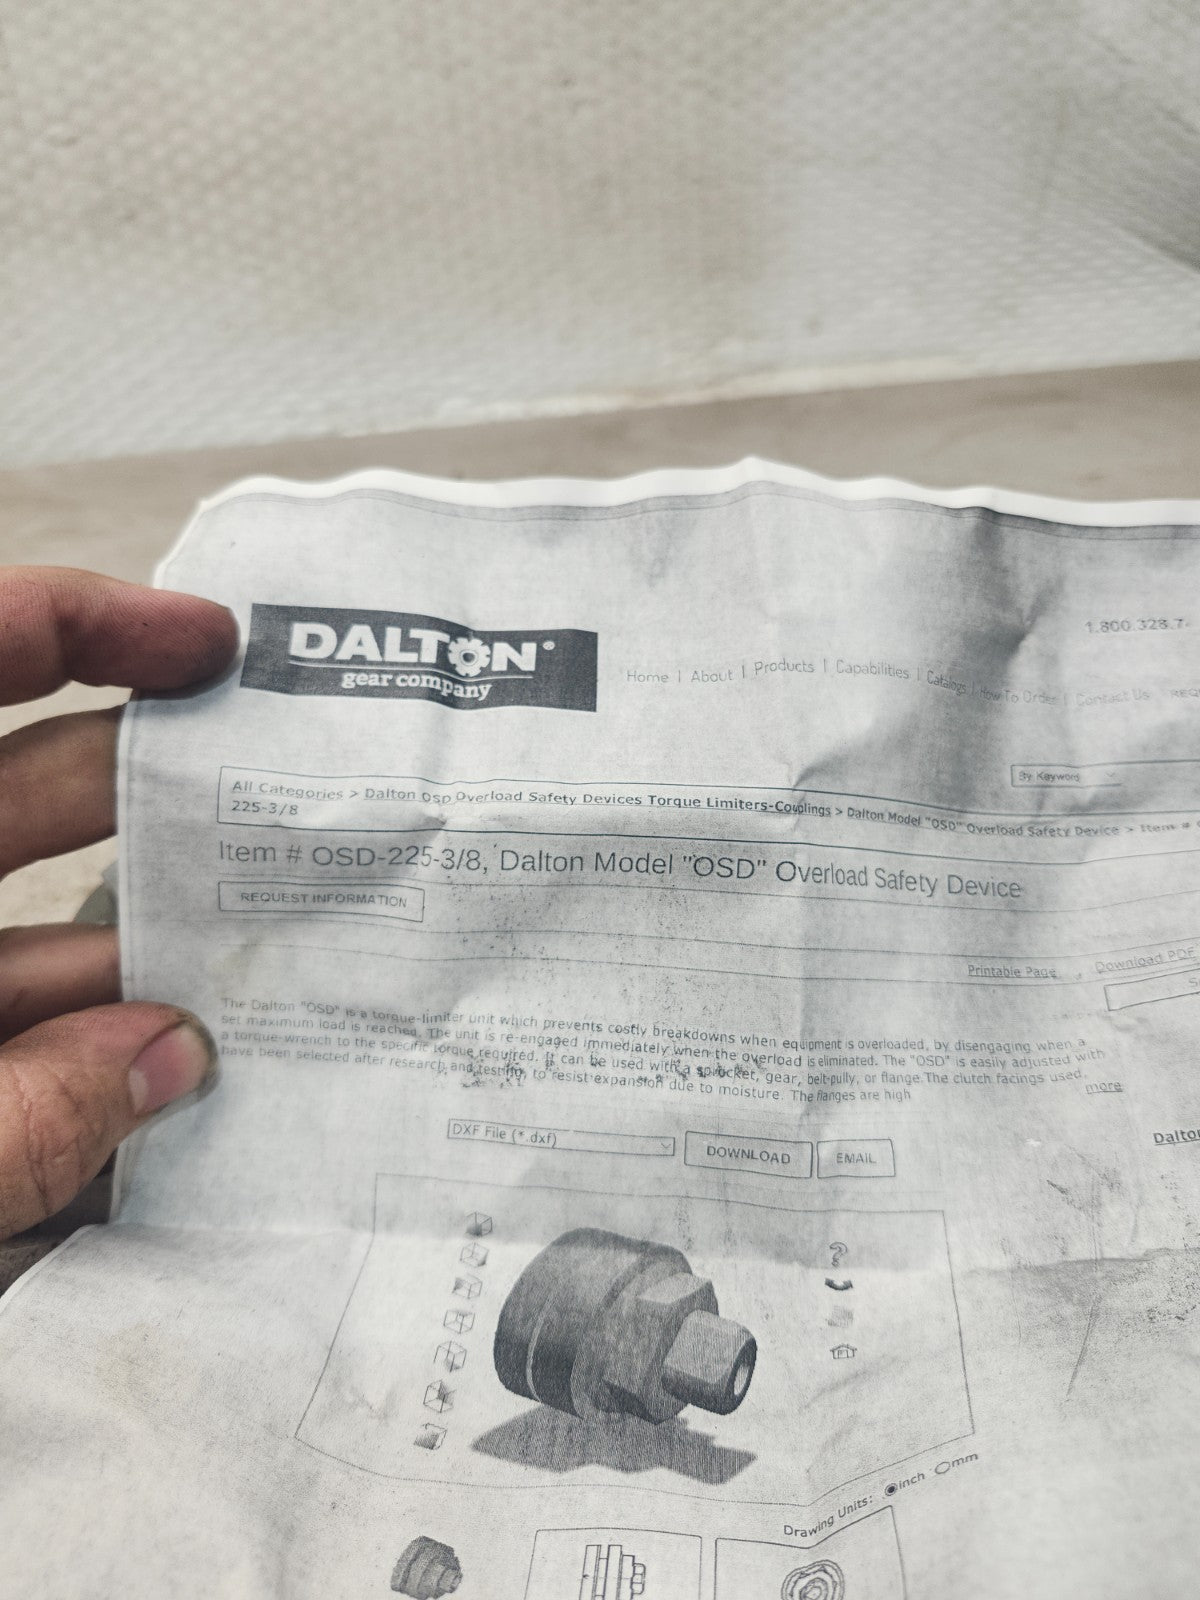 DALTON®
gear company
1.800.328.7
Home | About | Products | Capabilities | Catalogs | How To Order | Contact Us REQ
By Keyword
All Categories > Dalton OSD Overload Safety Devices Torque Limiters-Couplings > Dalton Model "OSD" Overload Safety Device > Item #
225-3/8
Item # OSD-225-3/8, Dalton Model "OSD" Overload Safety Device
REQUEST INFORMATION
Printable Page Download PDF
The Dalton "OSD" is a torque-limiter unit which prevents costly breakdowns when equipment is overloaded, by disengaging when a
set maximum load is reached. The unit is re-engaged immediately when the overload is eliminated. The "OSD" is easily adjusted with
a torque-wrench to the specific torque required. It can be used with a sprocket, gear, belt-pully, or flange.The clutch facings used
have been selected after research and testing, to resist expansion due to moisture. The flanges are high
more
Dalto
DXF File (*.dxf)
DOWNLOAD
EMAIL
?
Drawing Units: inch mm